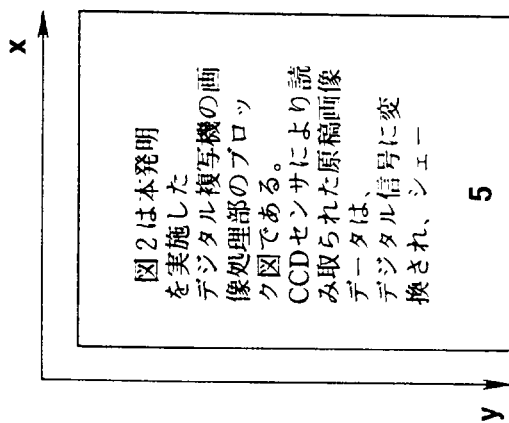 x
図2は本発明
を実施した
デジタル複写機の画
像処理部のブロッ
ク図である。
CCDセンサにより読
み取られた原稿画像
データは、
デジタル信号に変
換され、シェー
5
y